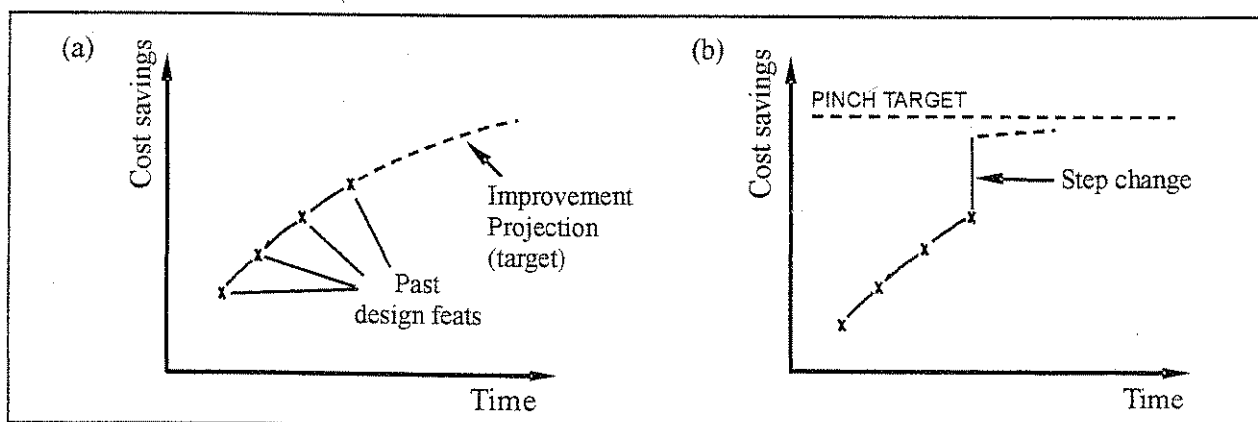 (a)
Cost savings
Improvement
Projection
(target)
Past
design feats
Time
(b)
Cost savings
PINCH TARGET
Step change
Time